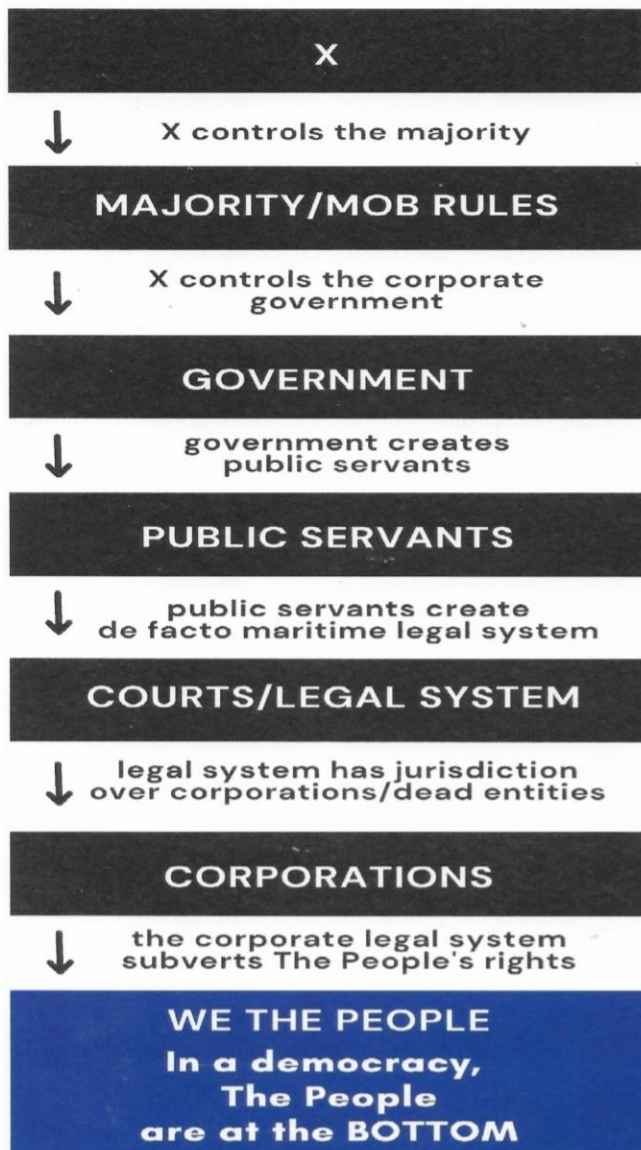 X
X controls the majority
MAJORITY/MOB RULES
X controls the corporate
government
GOVERNMENT
government creates
public servants
PUBLIC SERVANTS
public servants create
de facto maritime legal system
COURTS/LEGAL SYSTEM
legal system has jurisdiction
over corporations/dead entities
CORPORATIONS
the corporate legal system
subverts The People's rights
WE THE PEOPLE
In a democracy,
The People
are at the BOTTOM